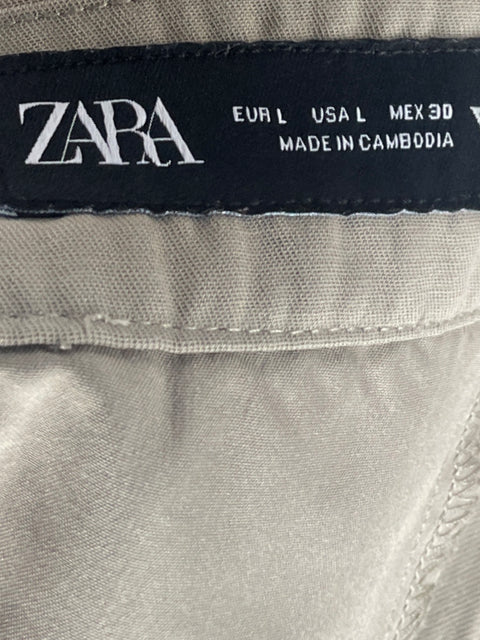 ZARA
EUR L USA L MEX 30
MADE IN CAMBODIA